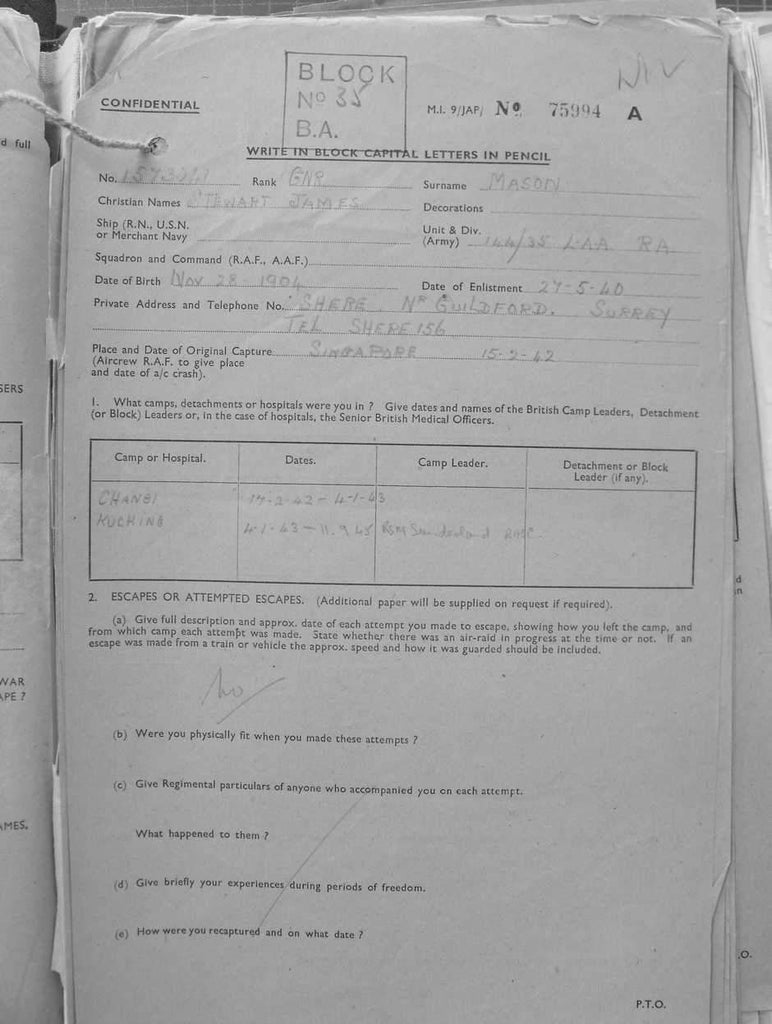 BLOCK
No 35
B.A.
CONFIDENTIAL
M.I. 9/JAP/ No 75994 A
WRITE IN BLOCK CAPITAL LETTERS IN PENCIL
No. Rank GNR Surname MASON
Christian Names STEWART JAMES Decorations
Ship (R.N., U.S.N.
or Merchant Navy
Unit & Div.
(Army) 144/35 LAA RA
Squadron and Command (R.A.F., A.A.F.)
Date of Birth NOV 28 1904 Date of Enlistment 27-5-40
Private Address and Telephone No. SHERE. NR GUILDFORD. SURREY
TEL SHERE 156
Place and Date of Original Capture SINGAPORE 15-2-42
(Aircrew R.A.F. to give place
and date of a/c crash).
1. What camps, detachments or hospitals were you in ? Give dates and names of the British Camp Leaders, Detachment
(or Block) Leaders or, in the case of hospitals, the Senior British Medical Officers.
Camp or Hospital. Dates. Camp Leader. Detachment or Block
Leader (if any).
CHANGI -2-42 - 4-1-43
KUCHING 4-1-43 - 11.9.45 RSM Sunderland
2. ESCAPES OR ATTEMPTED ESCAPES. (Additional paper will be supplied on request if required).
(a) Give full description and approx. date of each attempt you made to escape, showing how you left the camp, and
from which camp each attempt was made. State whether there was an air-raid in progress at the time or not. If an
escape was made from a train or vehicle the approx. speed and how it was guarded should be included.
No
(b) Were you physically fit when you made these attempts ?
(c) Give Regimental particulars of anyone who accompanied you on each attempt.
What happened to them ?
(d) Give briefly your experiences during periods of freedom.
(e) How were you recaptured and on what date ?
P.T.O.
d full
SERS
WAR
APE ?
AMES.
d
n
.O.